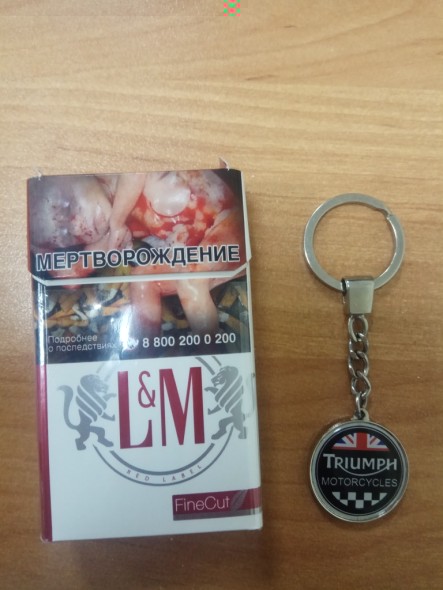 МЕРТВОРОЖДЕНИЕ
Подробнее
о последствиях
8 800 200 0 200
L&M
RED LABEL
FineCut
TRIUMPH
MOTORCYCLES